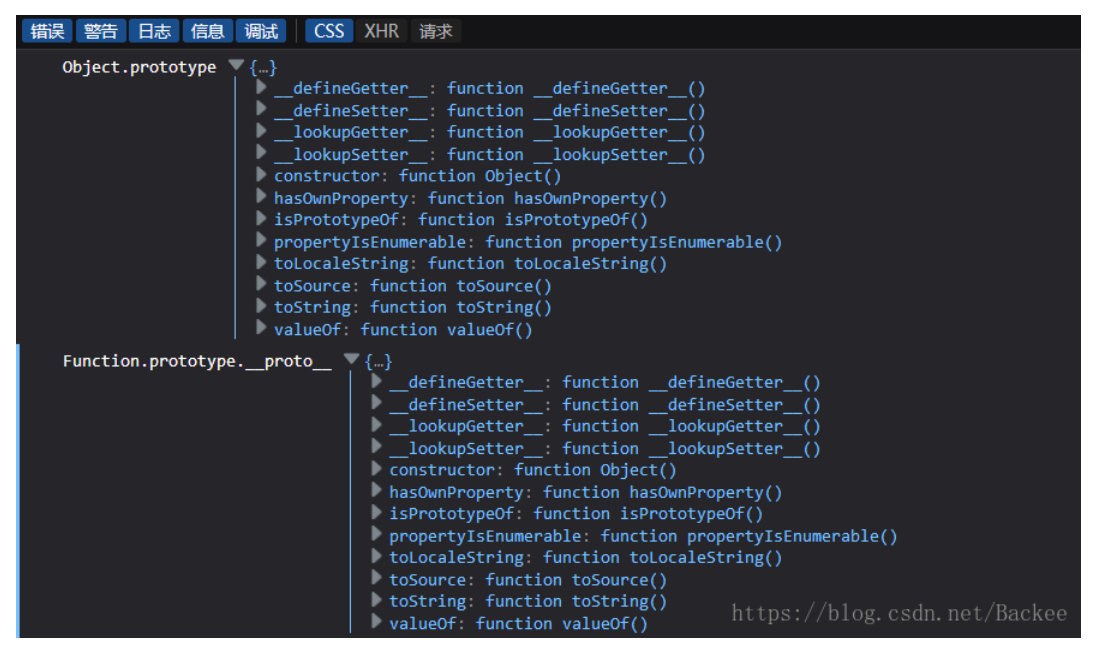 错误 警告 日志 信息 调试 CSS XHR 请求
Object.prototype ▼ {…}
▶ __defineGetter__: function __defineGetter__()
▶ __defineSetter__: function __defineSetter__()
▶ __lookupGetter__: function __lookupGetter__()
▶ __lookupSetter__: function __lookupSetter__()
▶ constructor: function Object()
▶ hasOwnProperty: function hasOwnProperty()
▶ isPrototypeOf: function isPrototypeOf()
▶ propertyIsEnumerable: function propertyIsEnumerable()
▶ toLocaleString: function toLocaleString()
▶ toSource: function toSource()
▶ toString: function toString()
▶ valueOf: function valueOf()
Function.prototype.__proto__ ▼ {…}
▶ __defineGetter__: function __defineGetter__()
▶ __defineSetter__: function __defineSetter__()
▶ __lookupGetter__: function __lookupGetter__()
▶ __lookupSetter__: function __lookupSetter__()
▶ constructor: function Object()
▶ hasOwnProperty: function hasOwnProperty()
▶ isPrototypeOf: function isPrototypeOf()
▶ propertyIsEnumerable: function propertyIsEnumerable()
▶ toLocaleString: function toLocaleString()
▶ toSource: function toSource()
▶ toString: function toString()
▶ valueOf: function valueOf()
https://blog.csdn.net/Backee